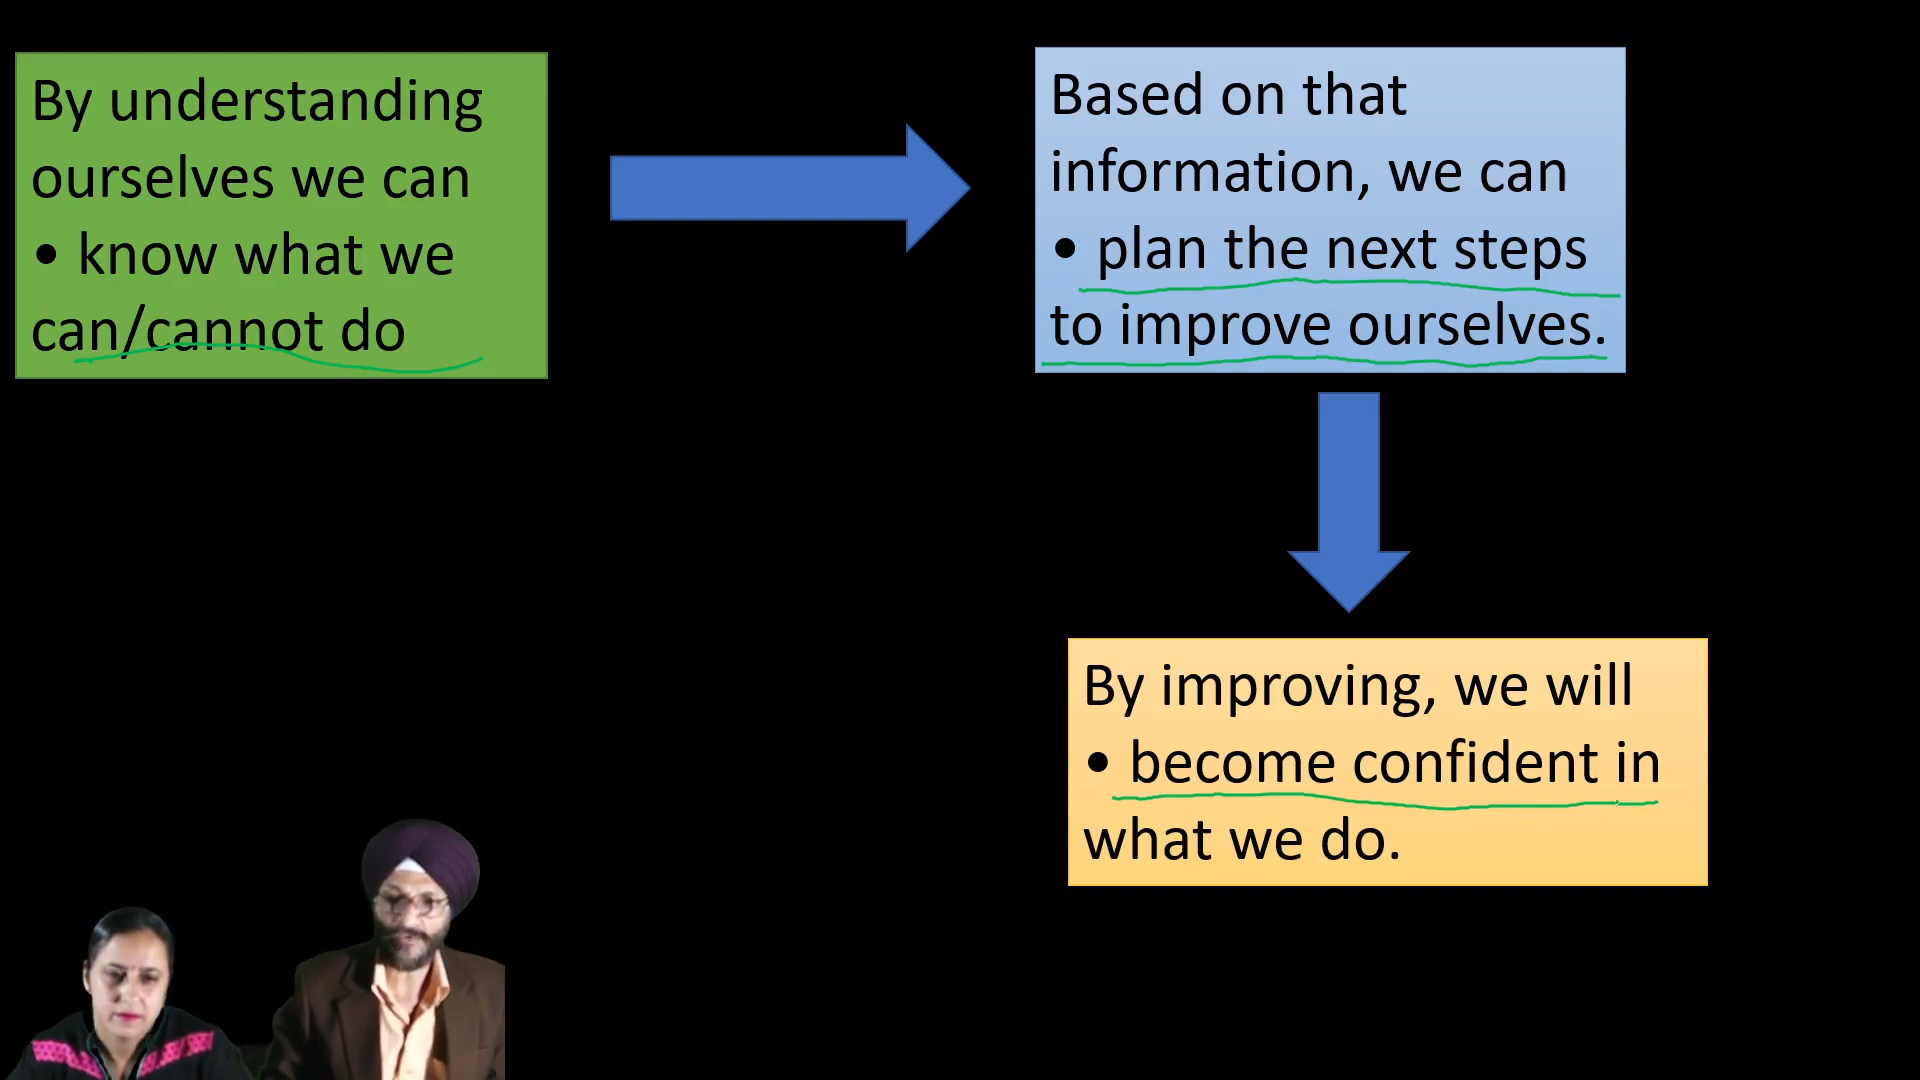 By understanding
ourselves we can
• know what we
can/cannot do
Based on that
information, we can
• plan the next steps
to improve ourselves.
By improving, we will
• become confident in
what we do.